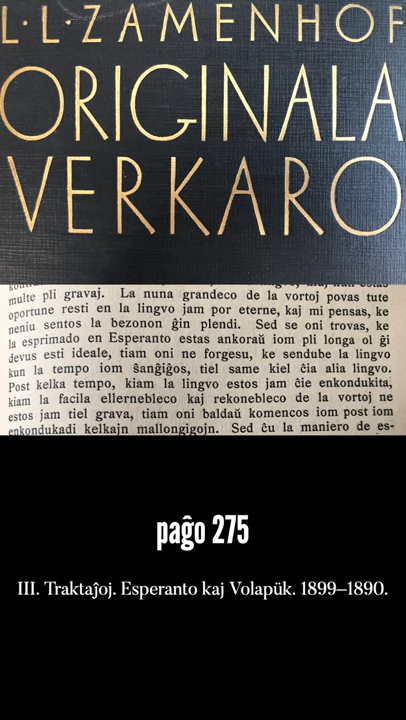 L·L·ZAMENHOF
ORIGINALA
VERKARO
multe pli gravaj. La nuna grandeco de la vortoj povas tute
oportune resti en la lingvo jam por eterne, kaj mi pensas, ke
neniu sentos la bezonon ĝin plendi. Sed se oni trovas, ke
la esprimado en Esperanto estas ankoraŭ iom pli longa ol ĝi
devus esti ideale, tiam oni ne forgesu, ke sendube la lingvo
kun la tempo iom ŝanĝiĝos, tiel same kiel ĉia alia lingvo.
Post kelka tempo, kiam la lingvo estos jam ĉie enkondukita,
kiam la facila ellernebleco kaj rekonebleco de la vortoj ne
estos jam tiel grava, tiam oni baldaŭ komencos iom post iom
enkondukadi kelkajn mallongigojn. Sed ĉu la maniero de es-
paĝo 275
III. Traktaĵoj. Esperanto kaj Volapük. 1899–1890.